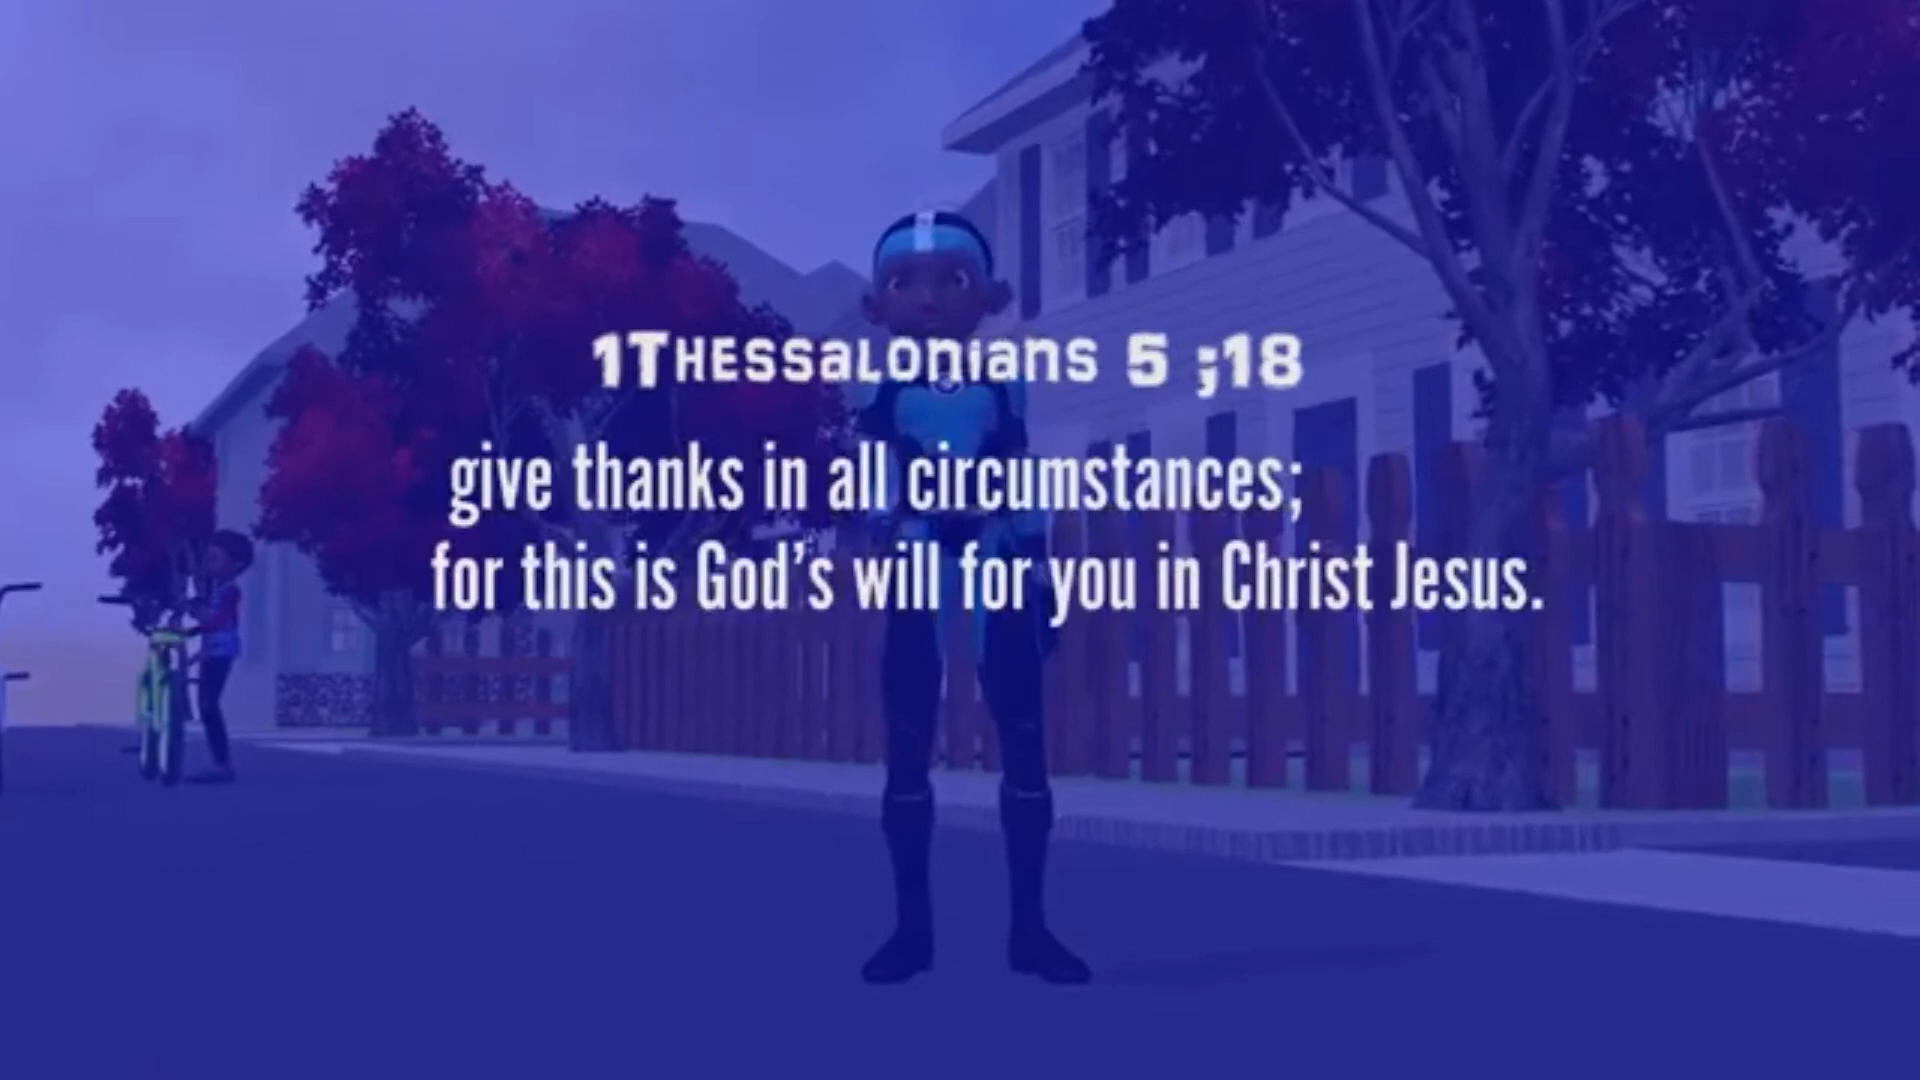 1Thessalonians 5 ;18
give thanks in all circumstances;
for this is God’s will for you in Christ Jesus.